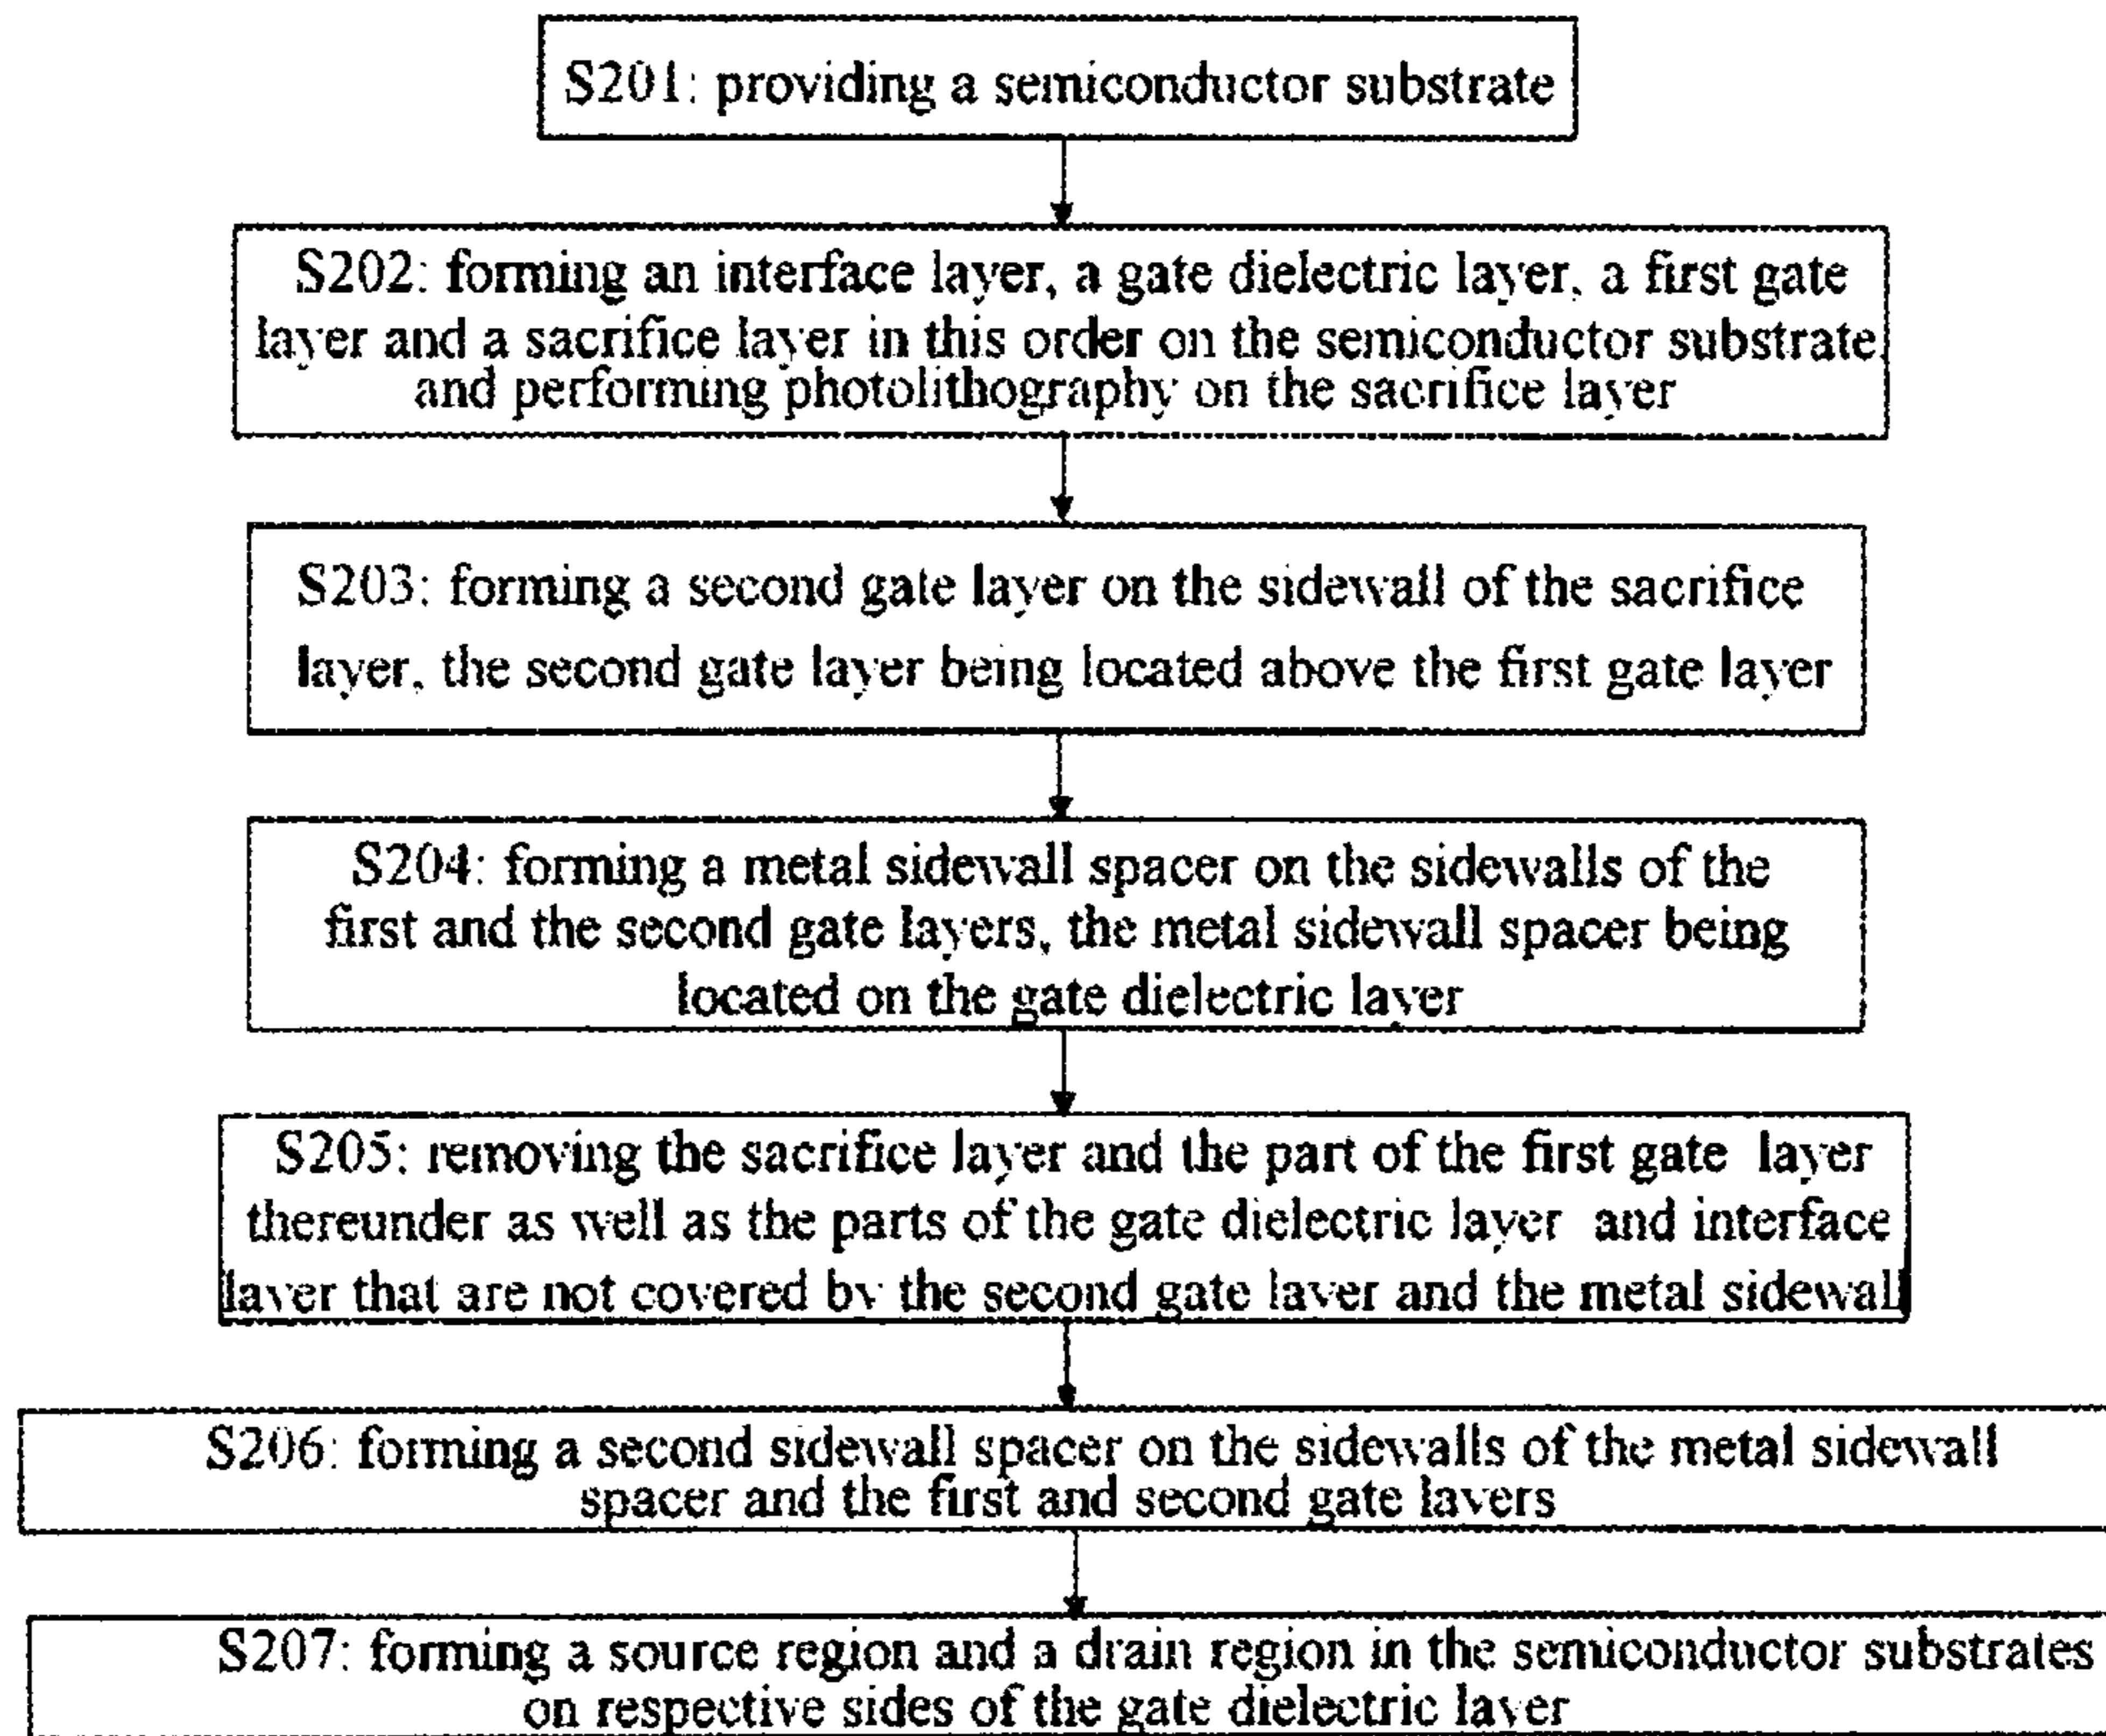 S201: providing a semiconductor substrate
S202: forming an interface layer, a gate dielectric layer, a first gate
layer and a sacrifice layer in this order on the semiconductor substrate
and performing photolithography on the sacrifice layer
S203: forming a second gate layer on the sidewall of the sacrifice
layer, the second gate layer being located above the first gate layer
S204: forming a metal sidewall spacer on the sidewalls of the
first and the second gate layers, the metal sidewall spacer being
located on the gate dielectric layer
S205: removing the sacrifice layer and the part of the first gate layer
thereunder as well as the parts of the gate dielectric layer and interface
layer that are not covered by the second gate layer and the metal sidewall
S206: forming a second sidewall spacer on the sidewalls of the metal sidewall
spacer and the first and second gate layers
S207: forming a source region and a drain region in the semiconductor substrates
on respective sides of the gate dielectric layer